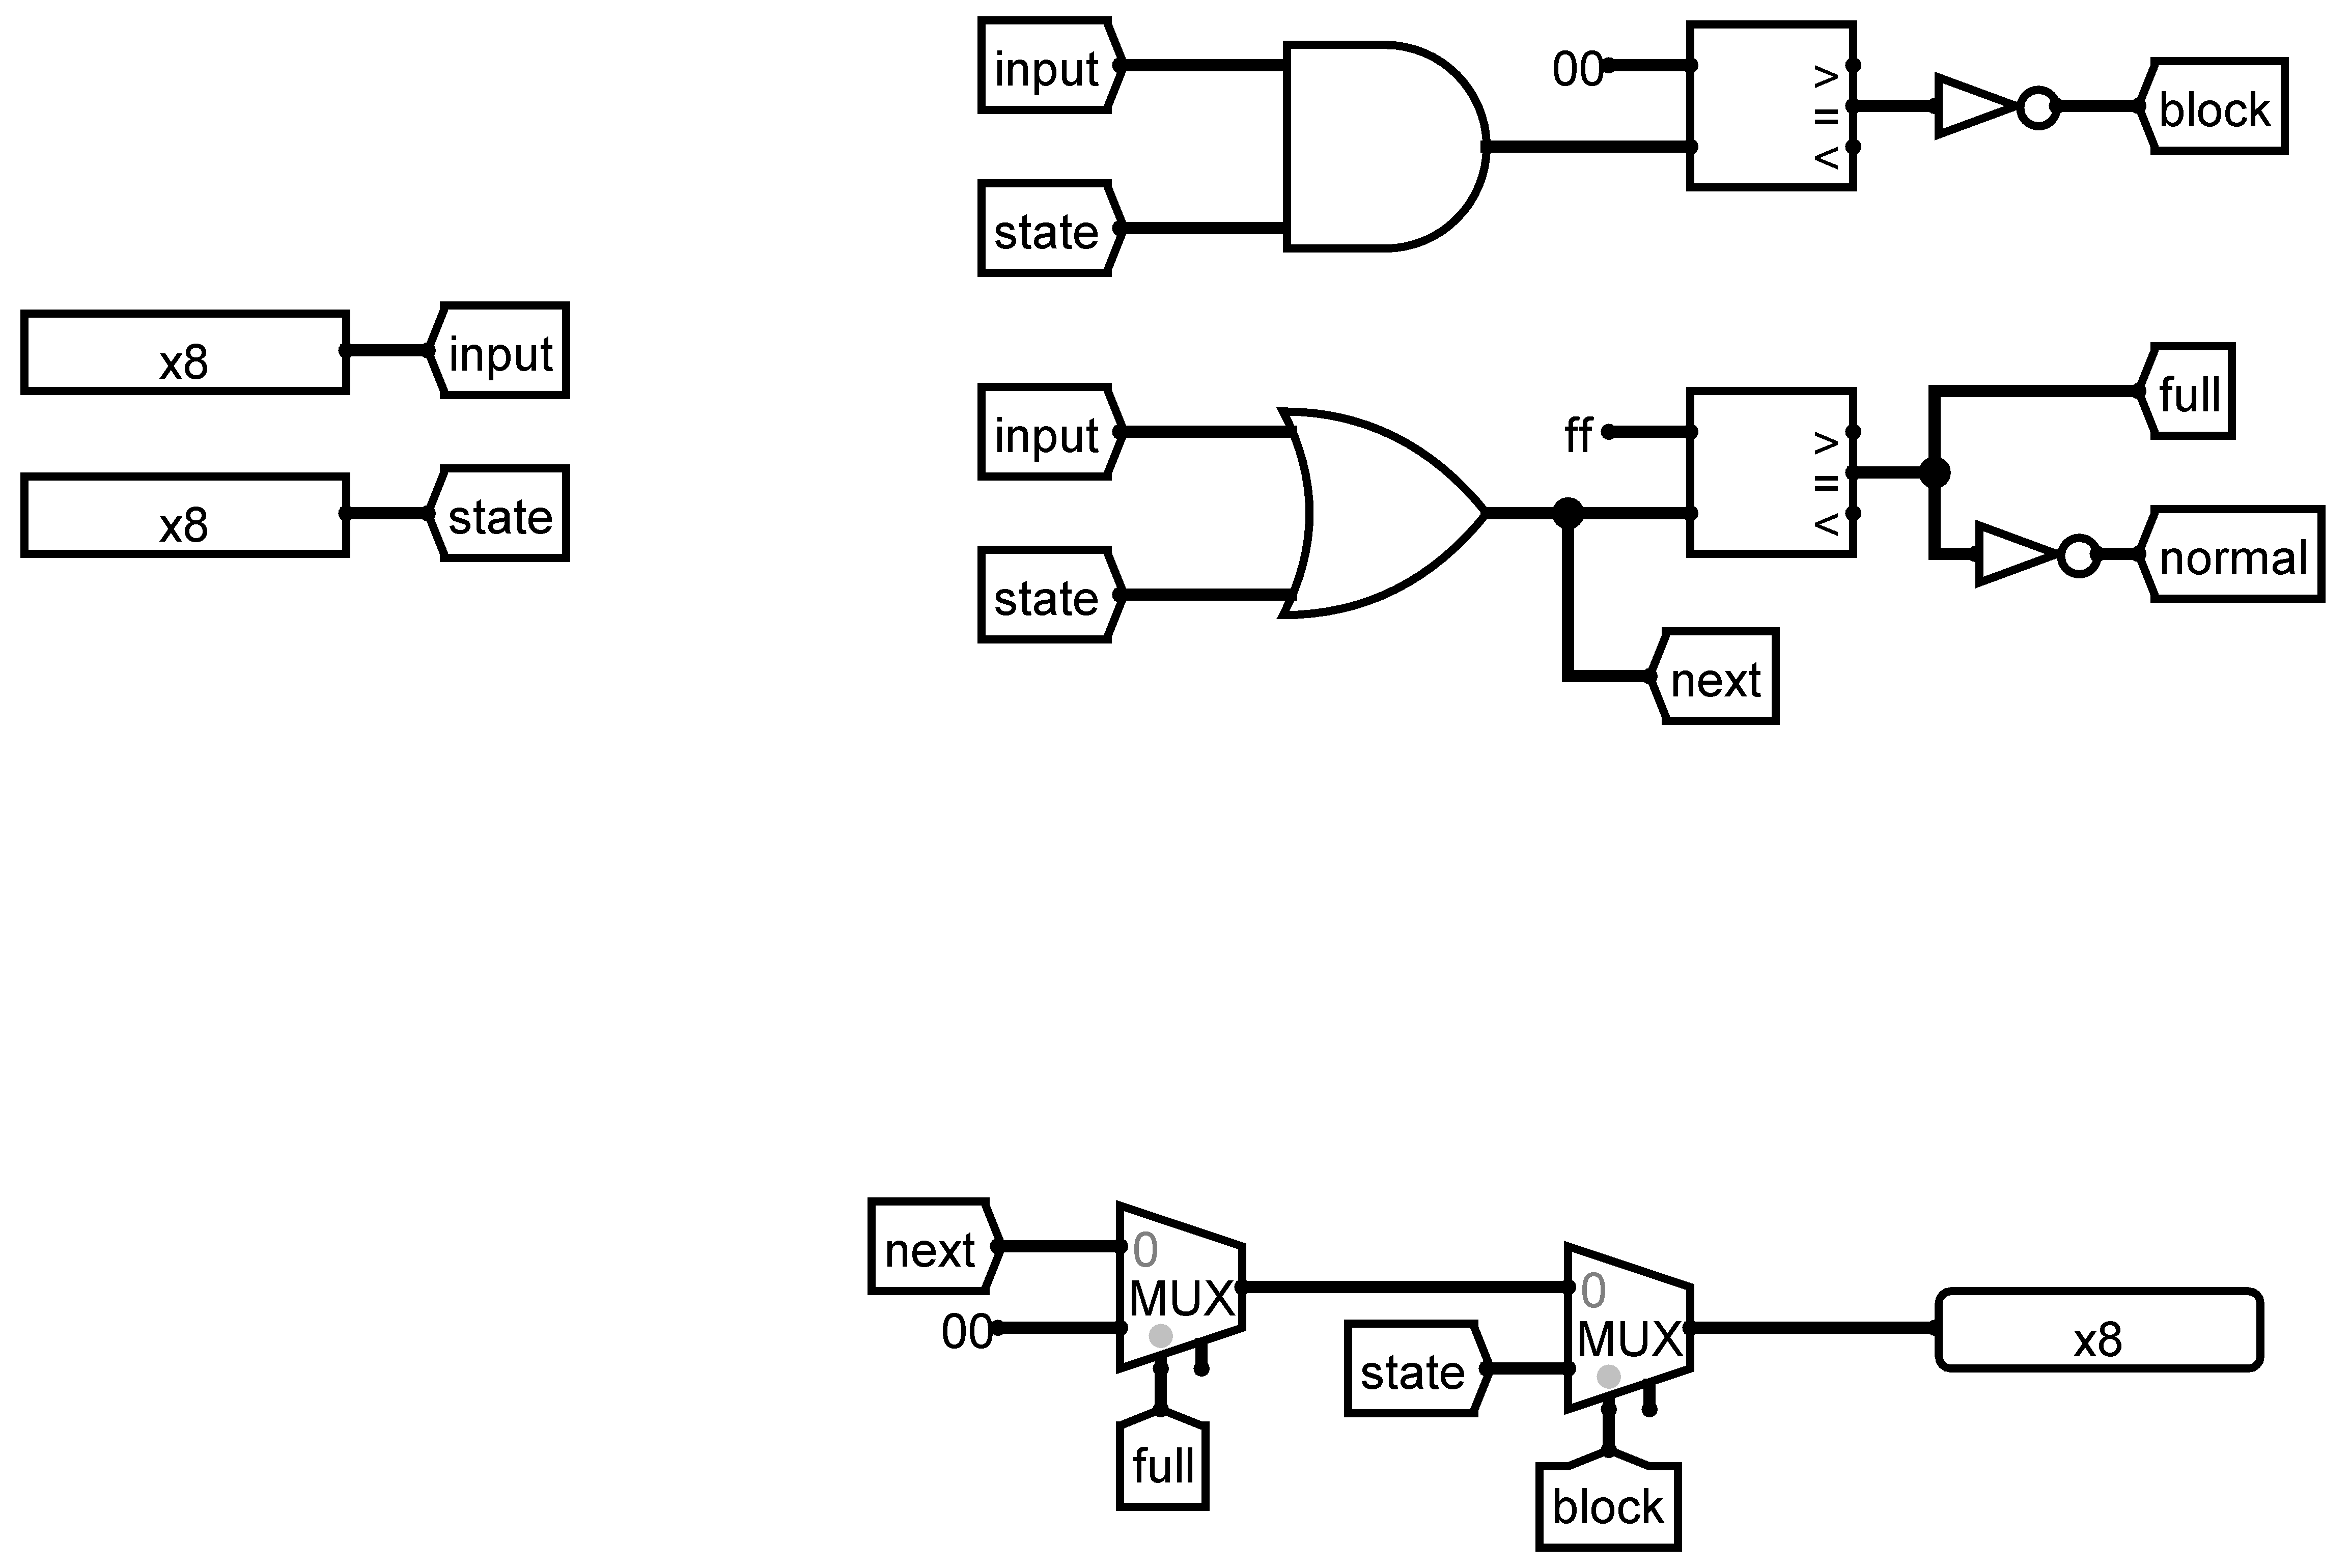 input
00
>
=
<
block
state
x8
input
x8
state
input
ff
>
=
<
full
state
normal
next
next
0
MUX
00
full
0
MUX
state
block
x8